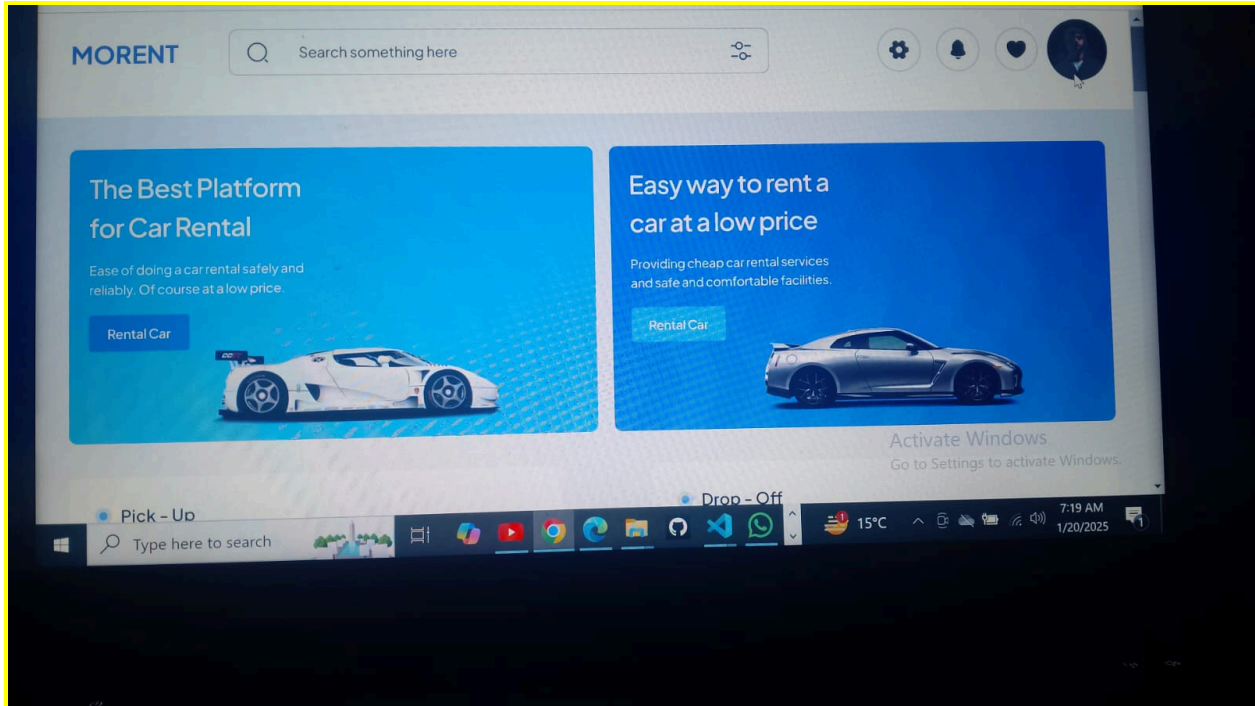 MORENT
Search something here
The Best Platform
for Car Rental
Ease of doing a car rental safely and
reliably. Of course at a low price.
Rental Car
Easy way to rent a
car at a low price
Providing cheap car rental services
and safe and comfortable facilities.
Rental Car
Activate Windows
Go to Settings to activate Windows.
Pick - Up
Drop - Off
Type here to search
1
15°C
7:19 AM
1/20/2025
1